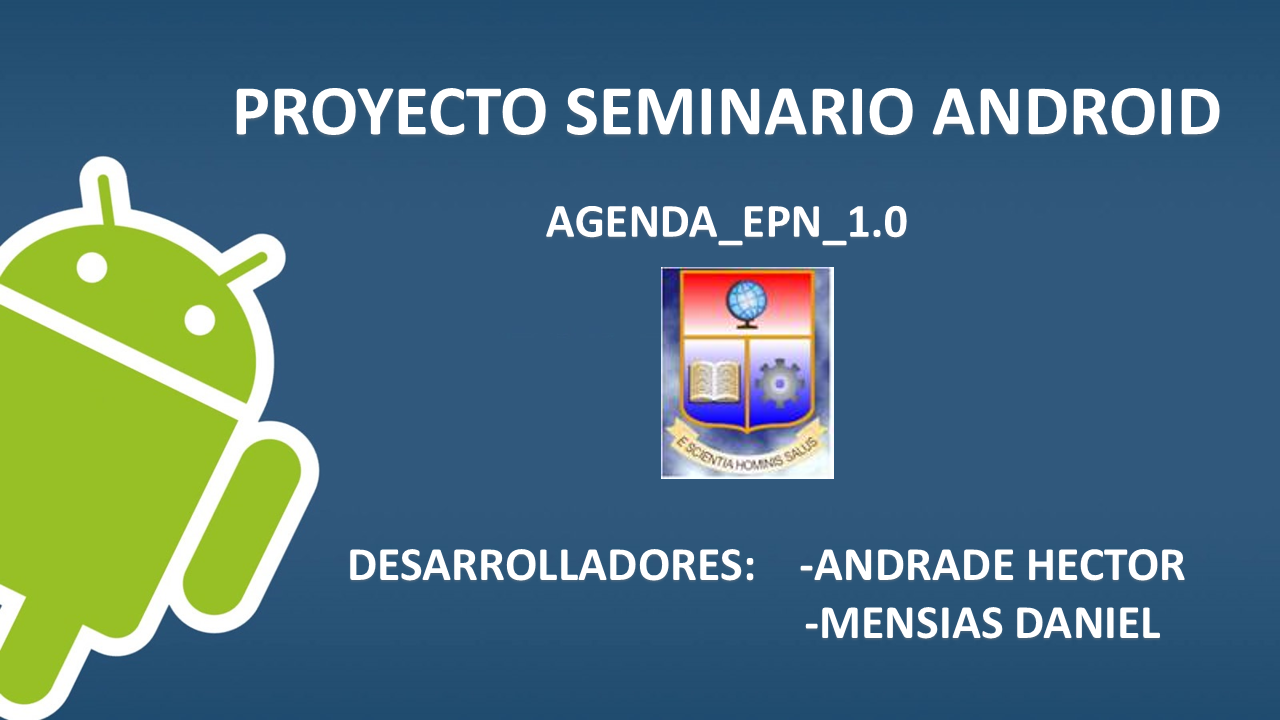 PROYECTO SEMINARIO ANDROID
AGENDA_EPN_1.0
E SCIENTIA HOMINIS SALUS
DESARROLLADORES: -ANDRADE HECTOR
-MENSIAS DANIEL